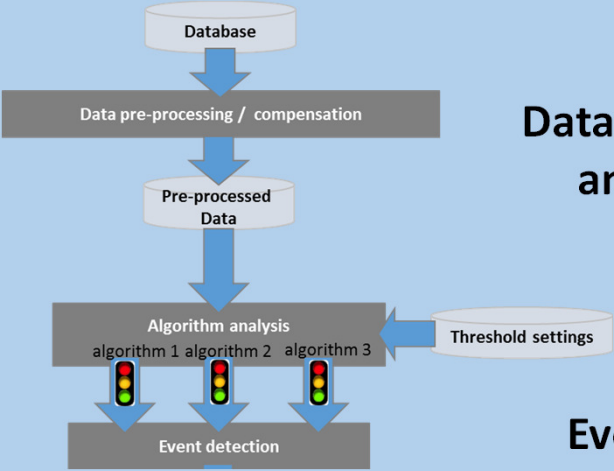 Database
Data pre-processing / compensation
Data
Pre-processed
Data
Algorithm analysis
algorithm 1 algorithm 2 algorithm 3
Threshold settings
Event detection